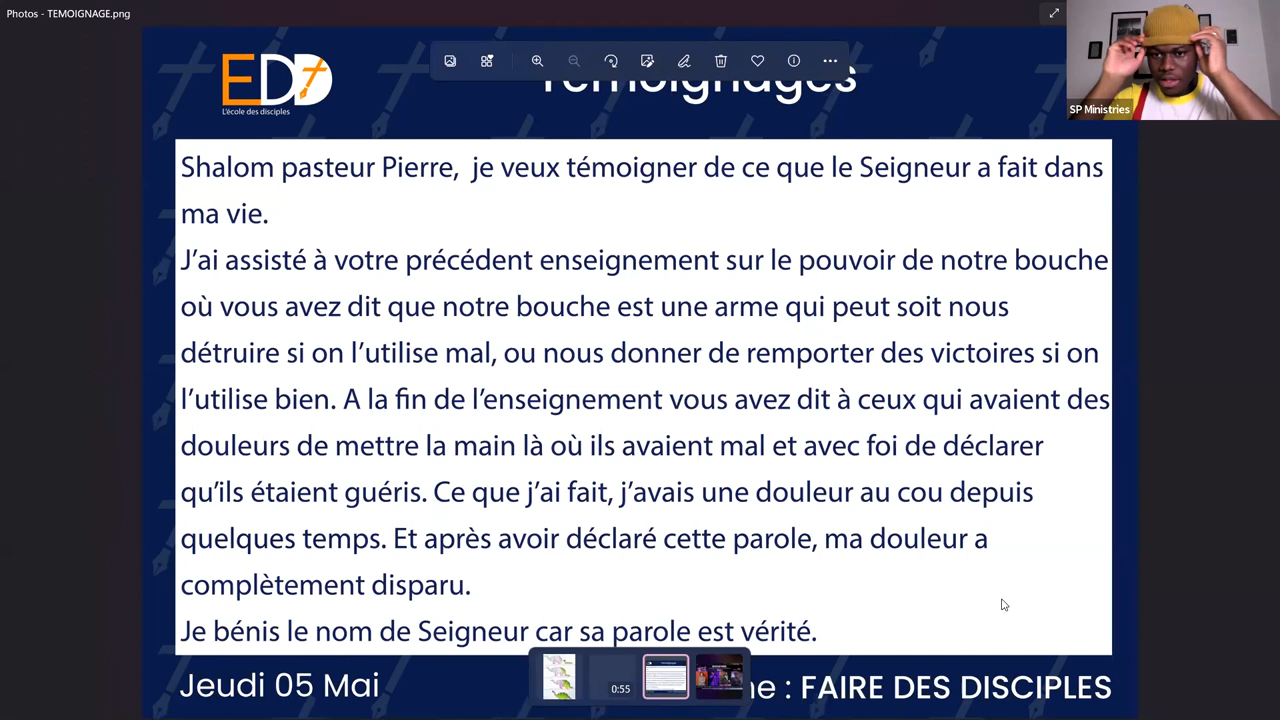 Photos - TEMOIGNAGE.png
EDD
L'école des disciples
Témoignages
SP Ministries
Shalom pasteur Pierre, je veux témoigner de ce que le Seigneur a fait dans
ma vie.
J'ai assisté à votre précédent enseignement sur le pouvoir de notre bouche
où vous avez dit que notre bouche est une arme qui peut soit nous
détruire si on l'utilise mal, ou nous donner de remporter des victoires si on
l'utilise bien. A la fin de l'enseignement vous avez dit à ceux qui avaient des
douleurs de mettre la main là où ils avaient mal et avec foi de déclarer
qu'ils étaient guéris. Ce que j'ai fait, j'avais une douleur au cou depuis
quelques temps. Et après avoir déclaré cette parole, ma douleur a
complètement disparu.
Je bénis le nom de Seigneur car sa parole est vérité.
0:55
Jeudi 05 Mai
: FAIRE DES DISCIPLES